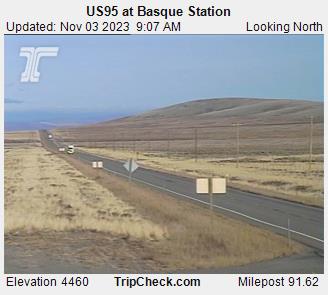 US95 at Basque Station
Updated: Nov 03 2023 9:07 AM Looking North
Elevation 4460 TripCheck.com Milepost 91.62